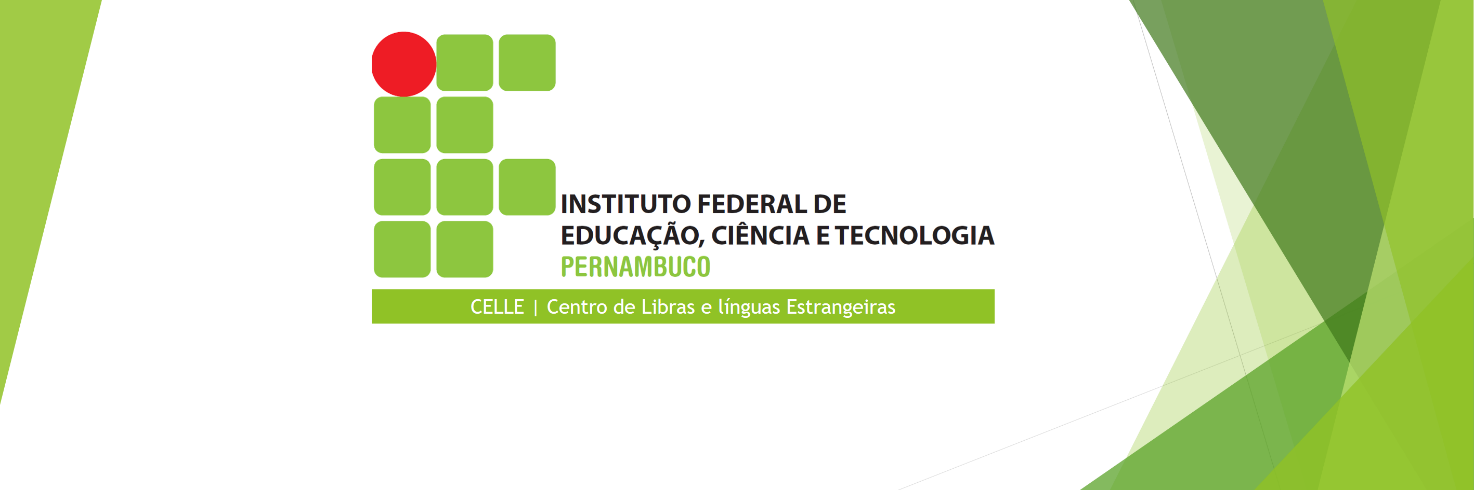 INSTITUTO FEDERAL DE
EDUCAÇÃO, CIÊNCIA E TECNOLOGIA
PERNAMBUCO
CELLE | Centro de Libras e línguas Estrangeiras